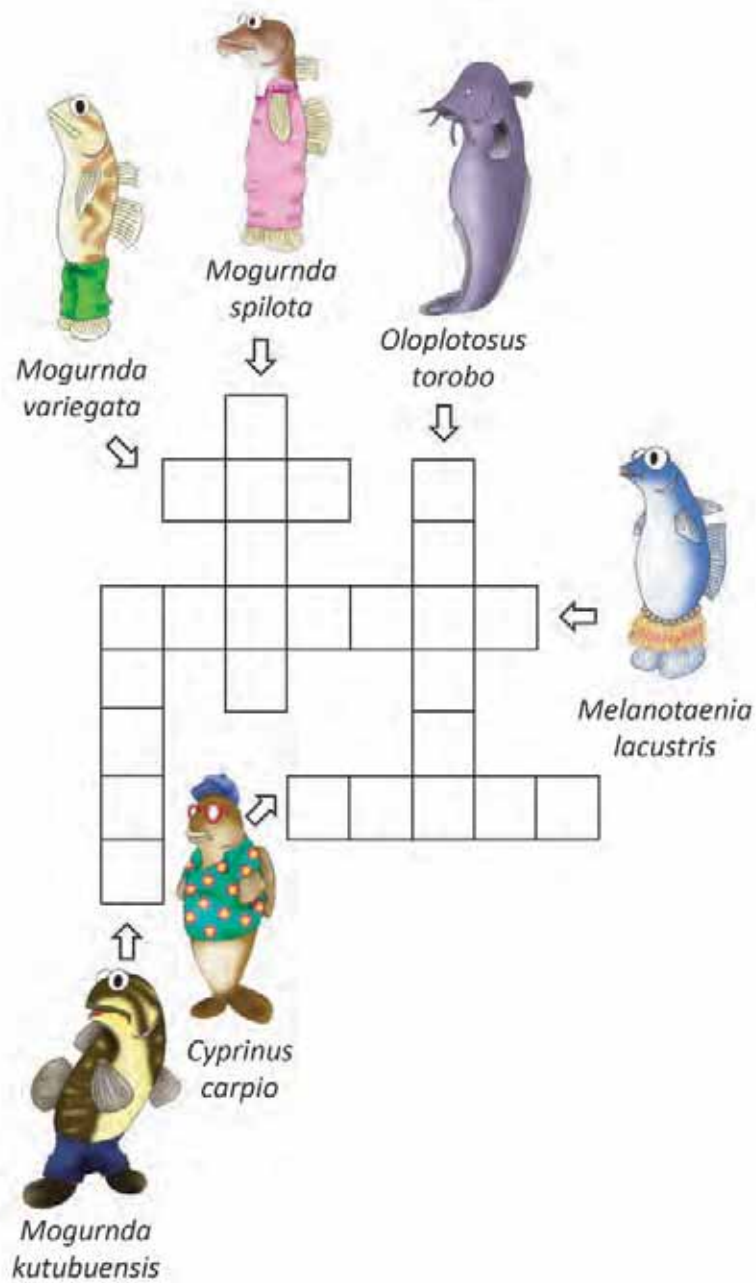 Mogurnda
spilota
Oloplotosus
torobo
Mogurnda
variegata
Melanotaenia
lacustris
Cyprinus
carpio
Mogurnda
kutubuensis